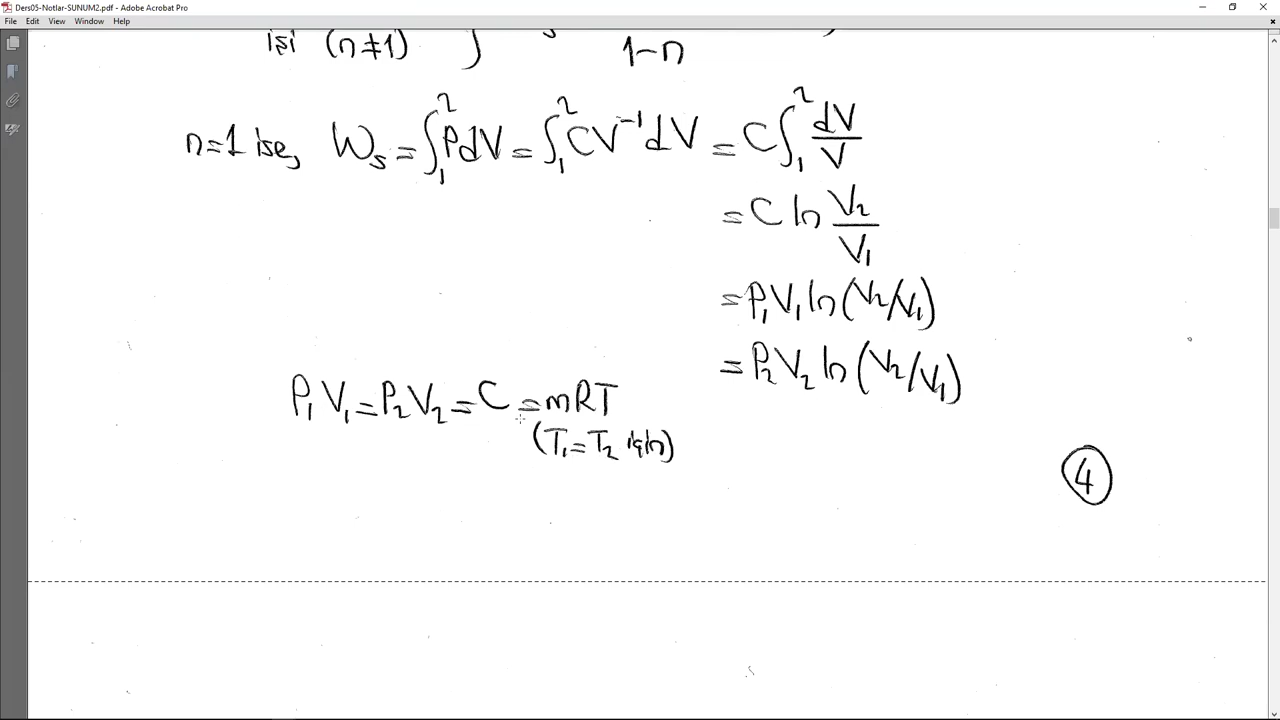 Ders05-Notlar-SUNUM2.pdf - Adobe Acrobat Pro
File Edit View Window Help
işi (n≠1) 1-n
n=1 ise, Ws = ∫₁² PdV = ∫₁² CV⁻¹dV = C ∫₁² dV/V
= C ln V₂/V₁
= P₁V₁ ln(V₂/V₁)
= P₂V₂ ln(V₂/V₁)
P₁V₁ = P₂V₂ = C = mRT
(T₁ = T₂ için)
4